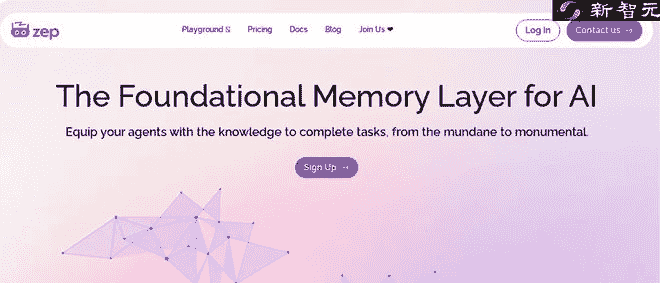 新智元
zep
Playground
Pricing
Docs
Blog
Join Us ❤
Log In
Contact us →
The Foundational Memory Layer for AI
Equip your agents with the knowledge to complete tasks, from the mundane to monumental.
Sign Up →